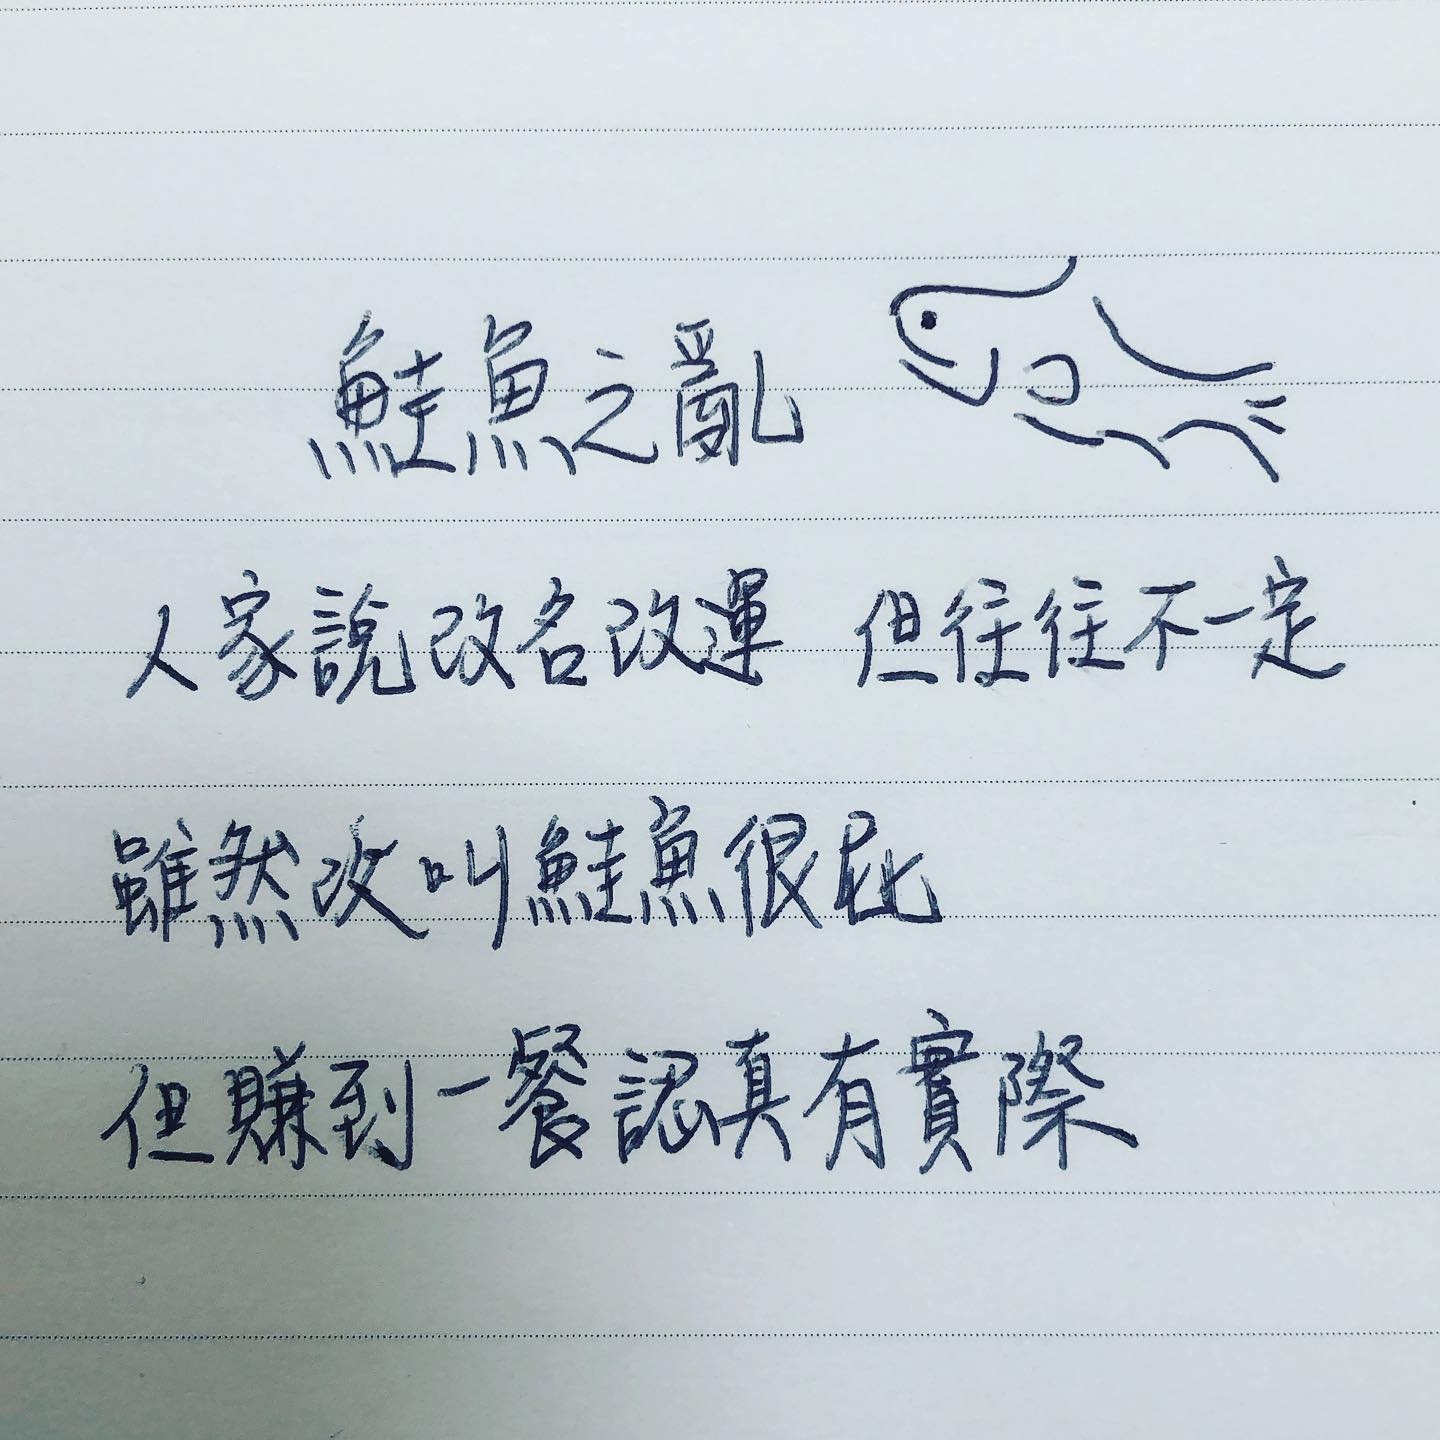 鮭魚之亂
人家說改名改運 但往往不一定
雖然改叫鮭魚很屁
但賺到一餐認真有實際